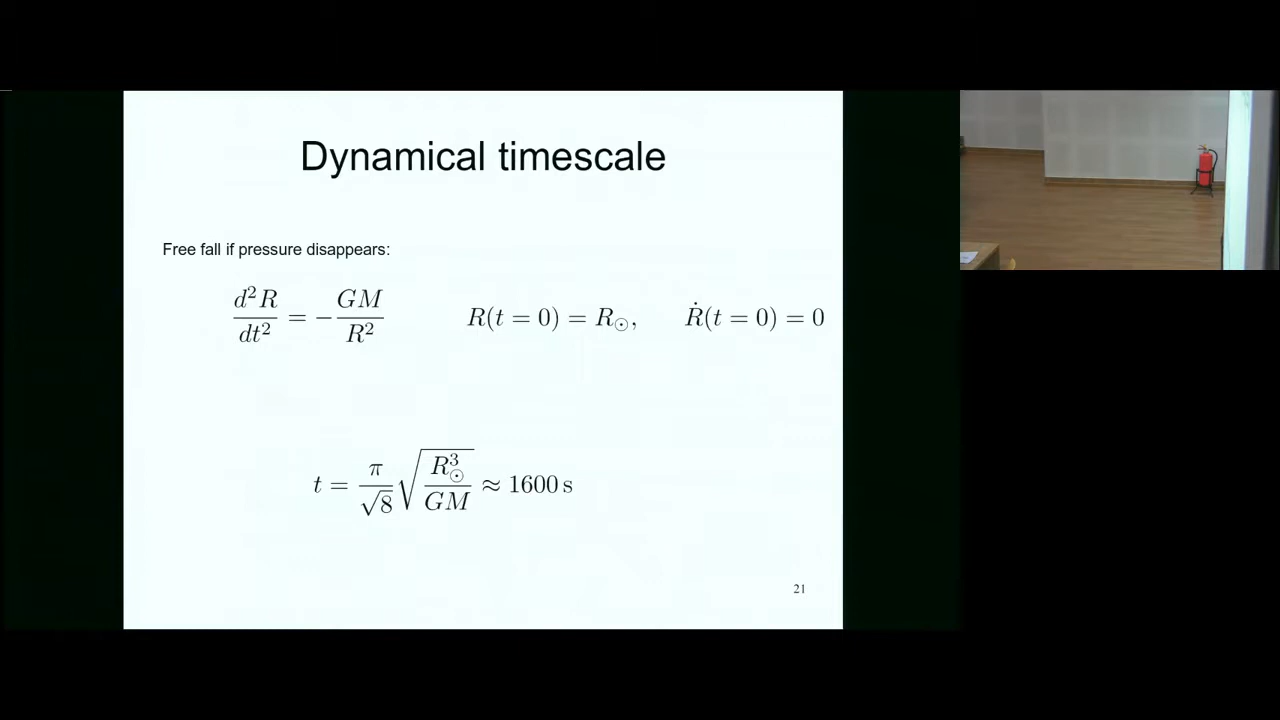 Dynamical timescale
Free fall if pressure disappears:
d²R/dt² = −GM/R²   R(t = 0) = R⊙,   Ṙ(t = 0) = 0
t = π/√8 √(R⊙³/GM) ≈ 1600 s
21